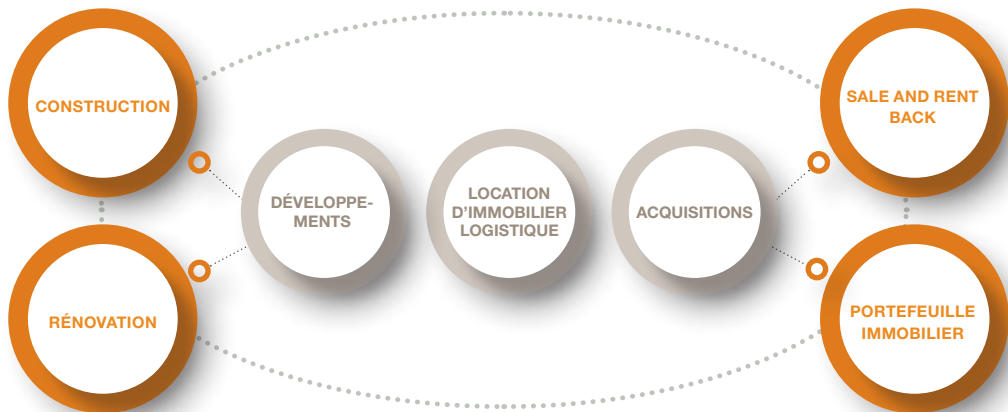 CONSTRUCTION
SALE AND RENT
BACK
DÉVELOPPE-
MENTS
LOCATION
D'IMMOBILIER
LOGISTIQUE
ACQUISITIONS
RÉNOVATION
PORTEFEUILLE
IMMOBILIER